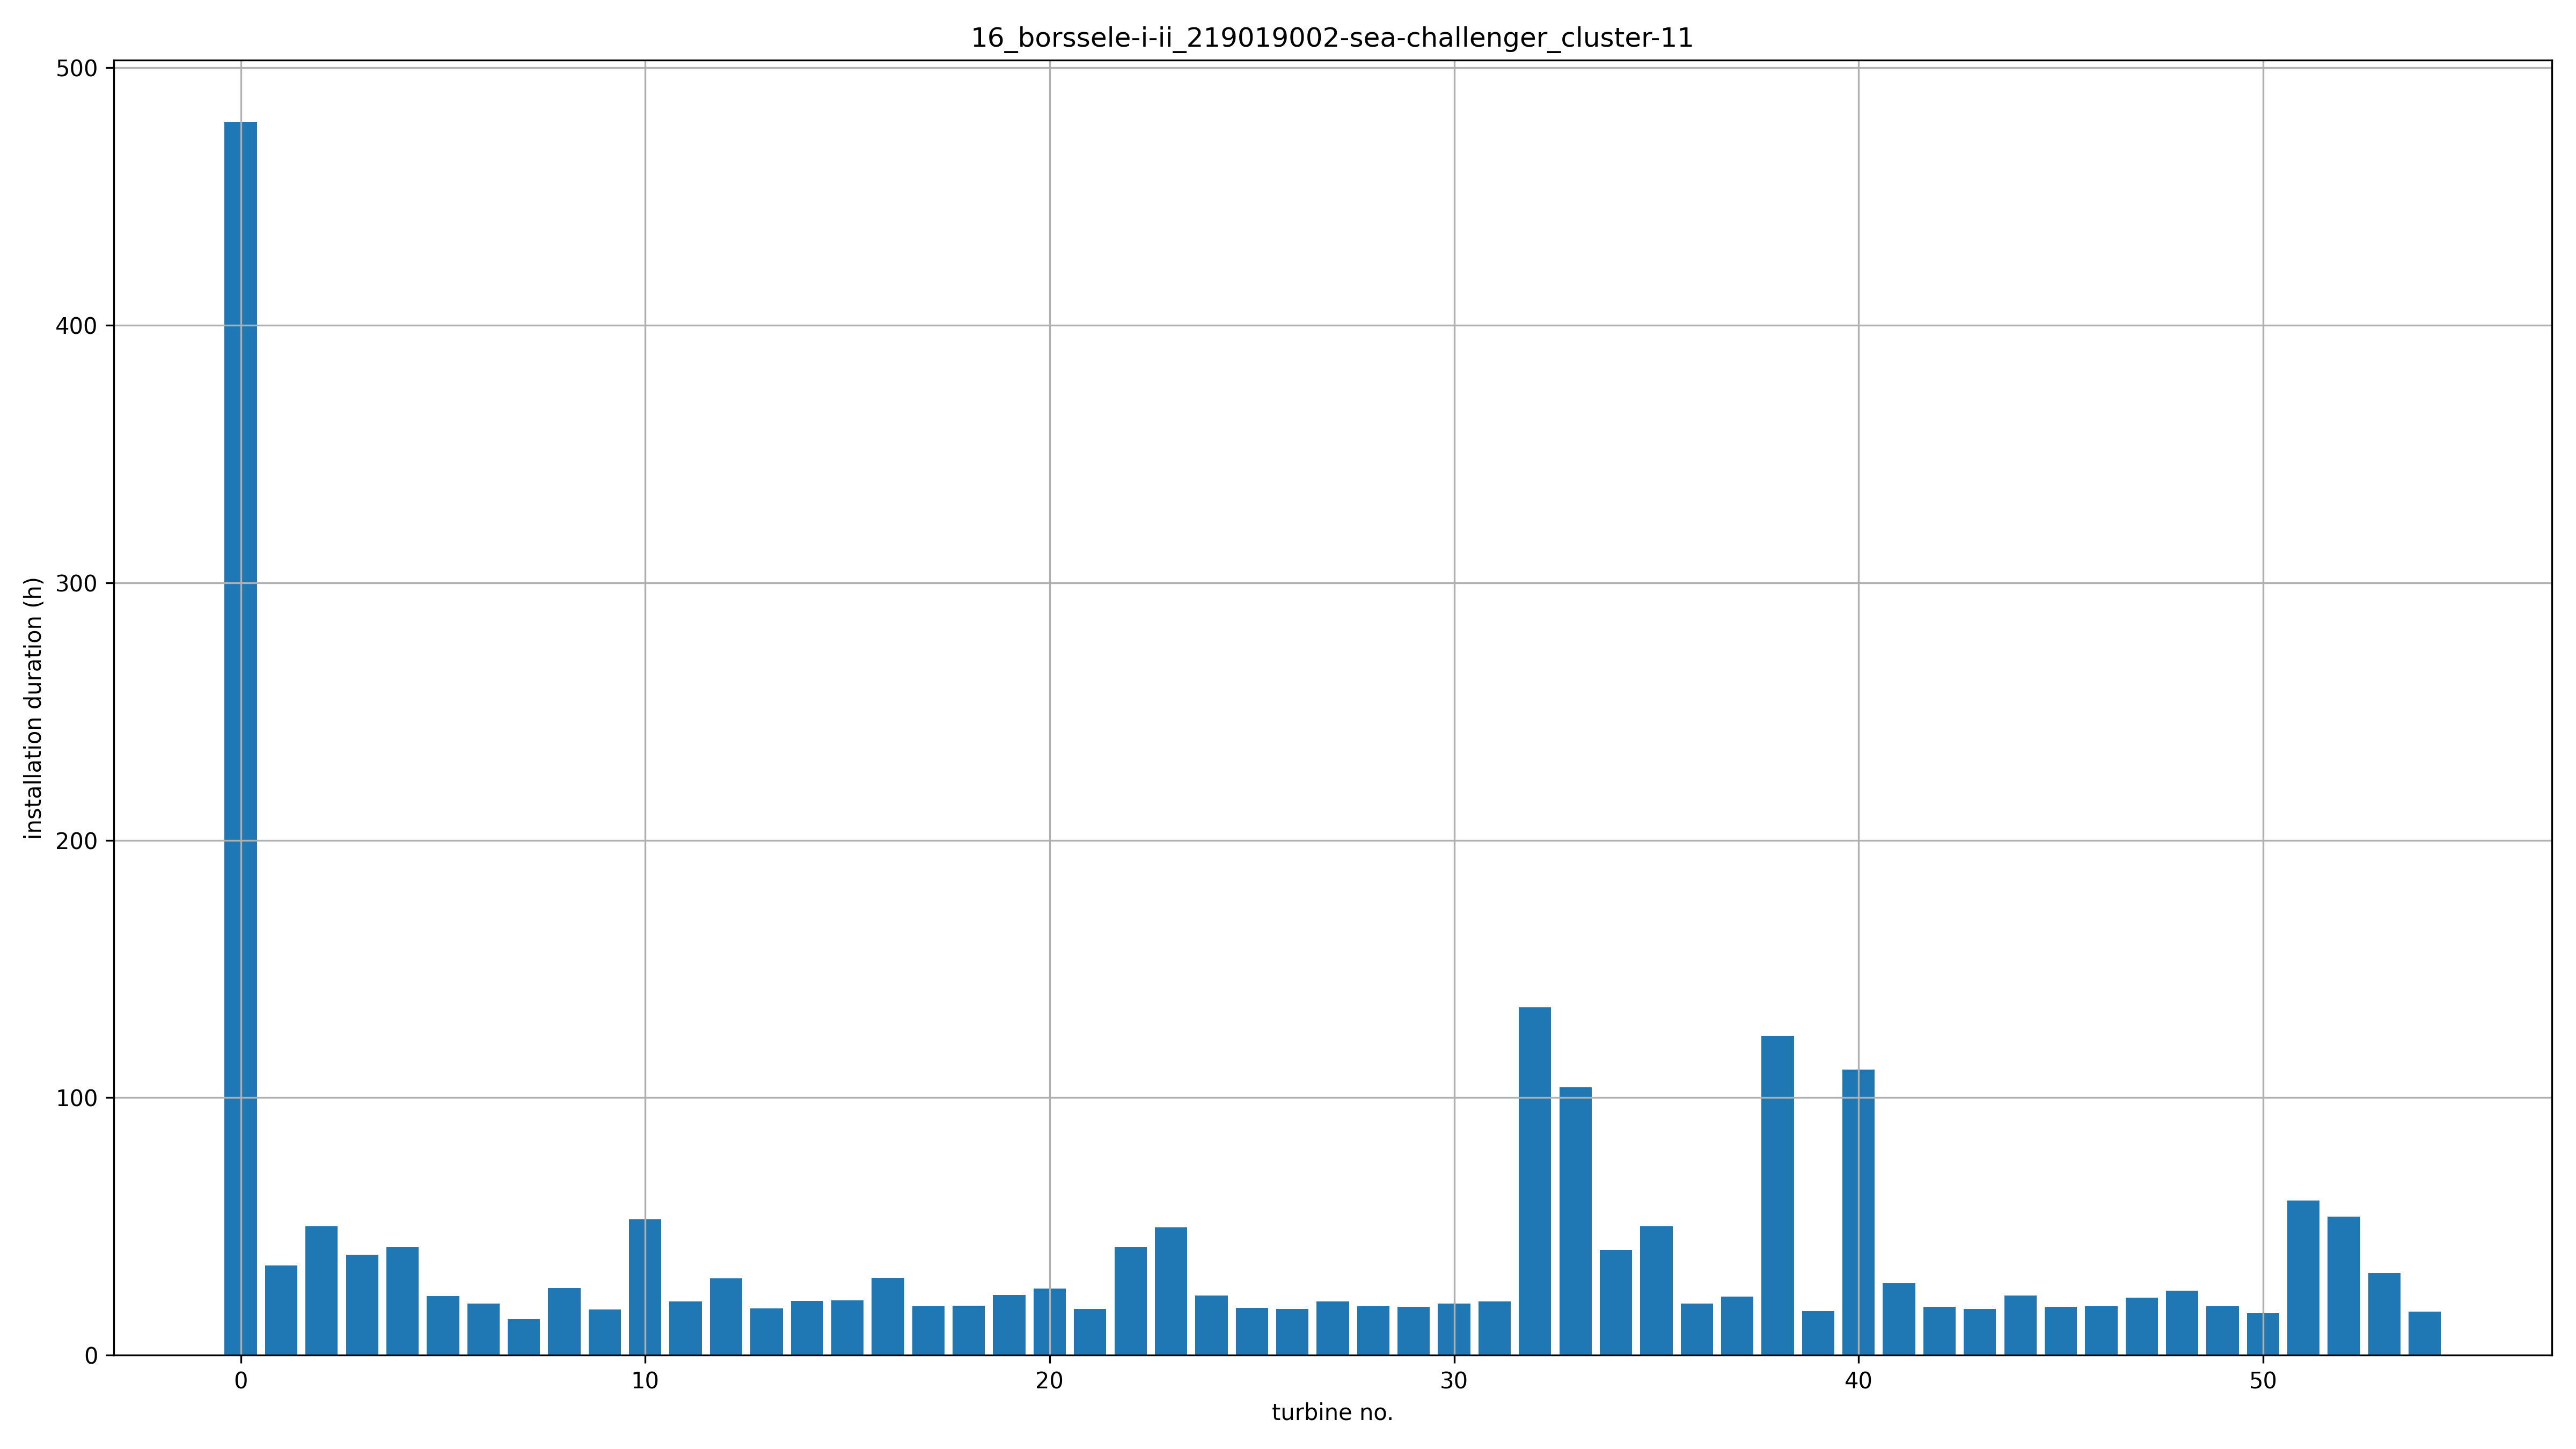 16_borssele-i-ii_219019002-sea-challenger_cluster-11
500
400
300
200
100
0
installation duration (h)
0 10 20 30 40 50
turbine no.